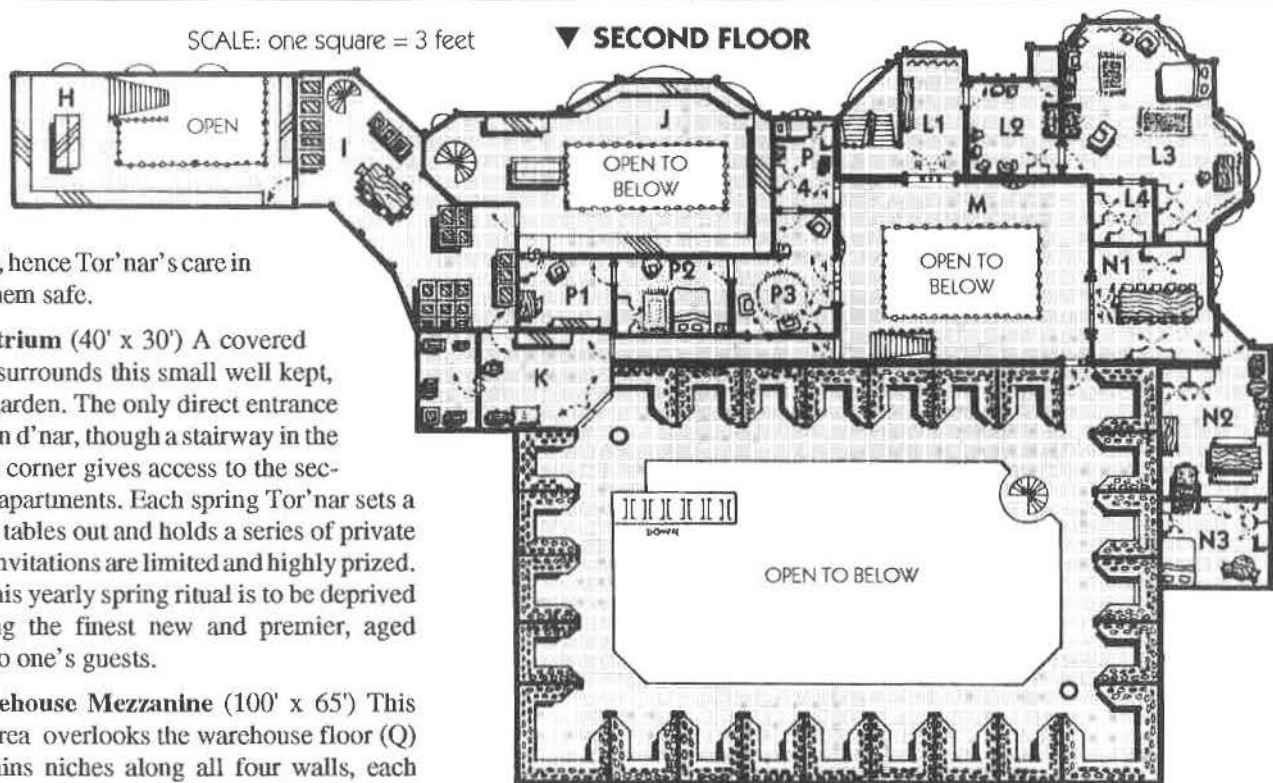 SCALE: one square = 3 feet ▼ SECOND FLOOR
H
OPEN
I
J
OPEN TO
BELOW
P
4
L1
L2
L3
L4
M
OPEN TO
BELOW
N1
P1
P2
P3
K
N2
N3
DOWN
OPEN TO BELOW
, hence Tor'nar's care in
hem safe.
trium (40' x 30') A covered
surrounds this small well kept,
arden. The only direct entrance
n d'nar, though a stairway in the
corner gives access to the sec-
apartments. Each spring Tor'nar sets a
tables out and holds a series of private
nvitations are limited and highly prized.
his yearly spring ritual is to be deprived
g the finest new and premier, aged
o one's guests.
ehouse Mezzanine (100' x 65') This
rea overlooks the warehouse floor (Q)
ins niches along all four walls, each